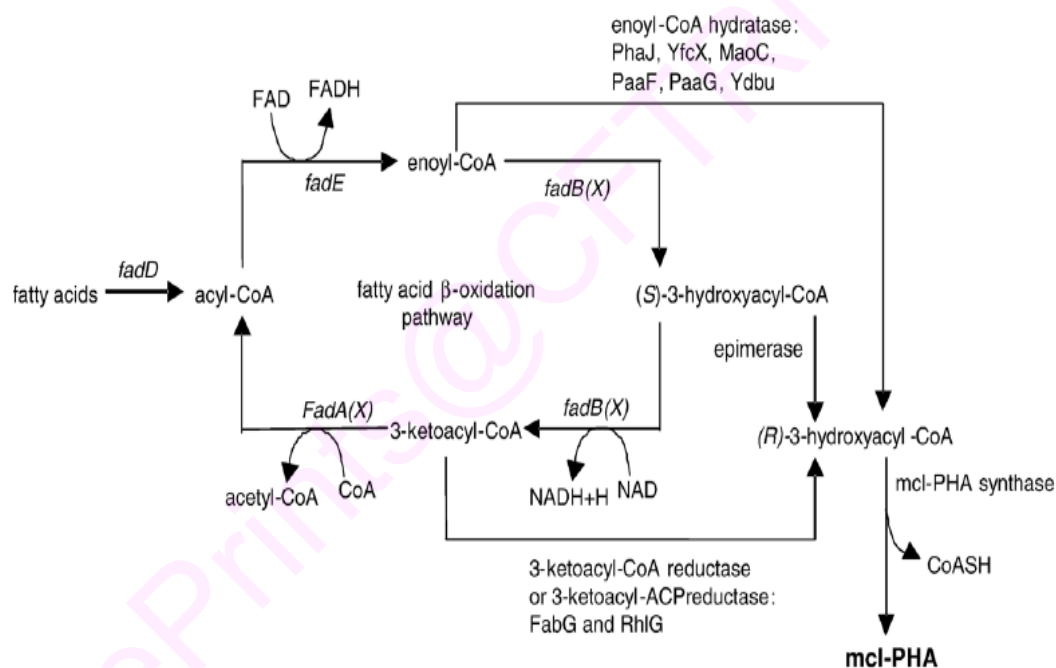 enoyl-CoA hydratase:
PhaJ, YfcX, MaoC,
PaaF, PaaG, Ydbu
FAD
FADH
enoyl-CoA
fadE
fadB(X)
fatty acids
fadD
acyl-CoA
fatty acid β-oxidation
pathway
(S)-3-hydroxyacyl-CoA
epimerase
FadA(X)
3-ketoacyl-CoA
fadB(X)
(R)-3-hydroxyacyl -CoA
acetyl-CoA
CoA
NADH+H
NAD
mcl-PHA synthase
CoASH
3-ketoacyl-CoA reductase
or 3-ketoacyl-ACPreductase:
FabG and RhlG
mcl-PHA
ePrints@CFTRI